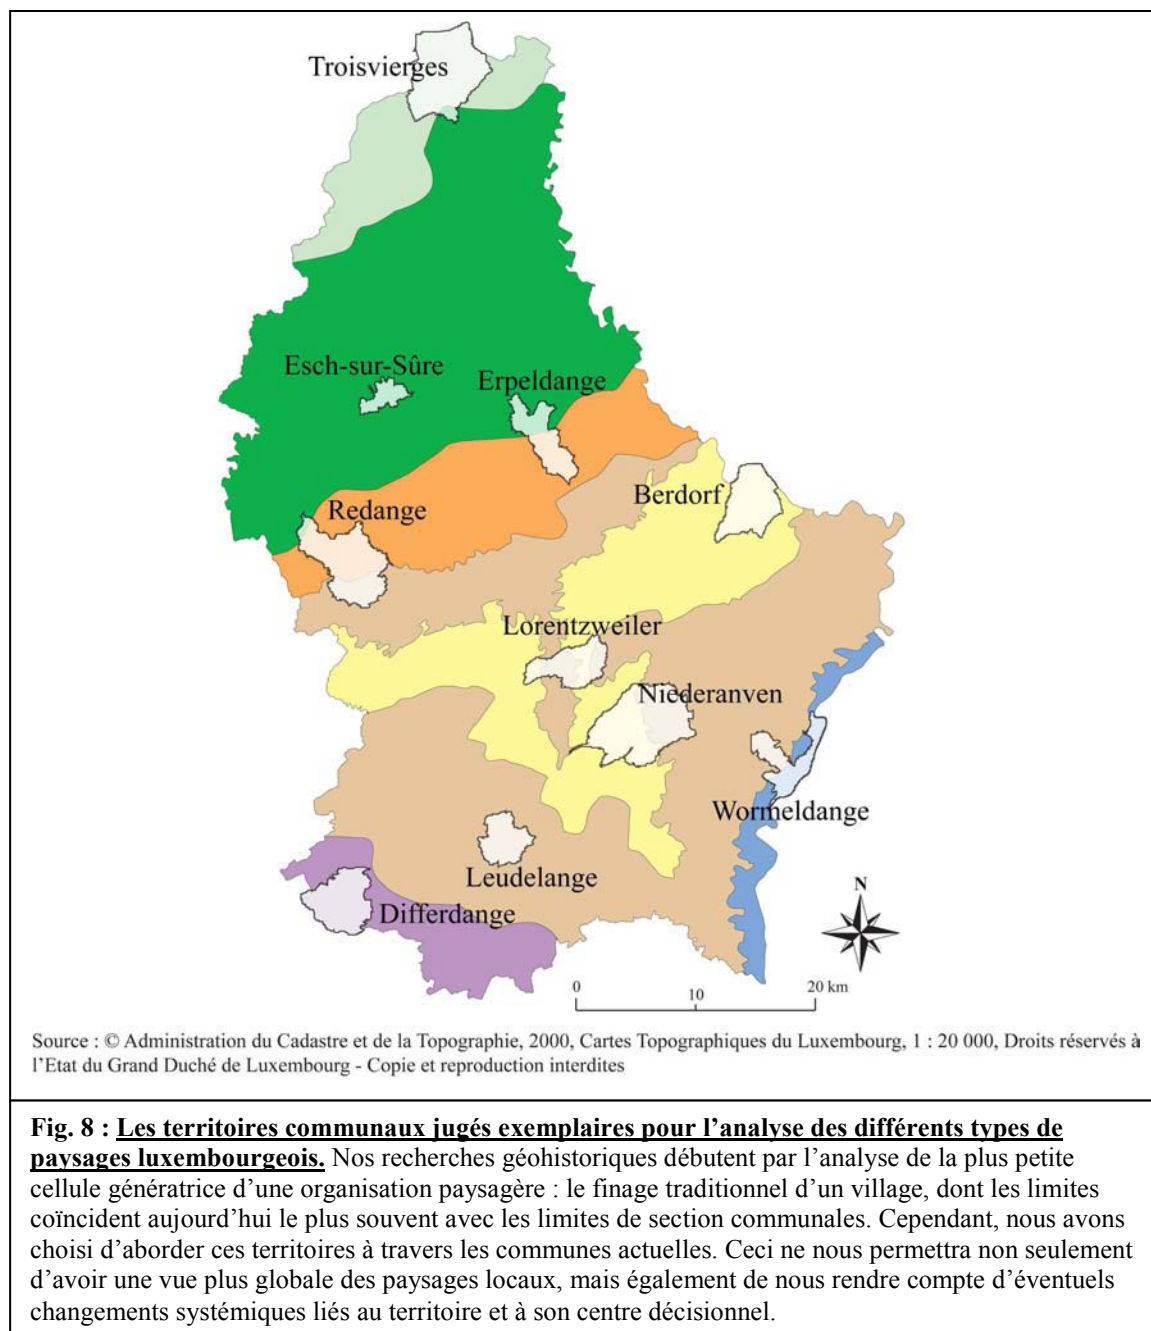 Troisvierges
Esch-sur-Sûre
Erpeldange
Berdorf
Redange
Lorentzweiler
Niederanven
Wormeldange
Leudelange
Differdange
N
0 10 20 km
Source : © Administration du Cadastre et de la Topographie, 2000, Cartes Topographiques du Luxembourg, 1 : 20 000, Droits réservés à
l'Etat du Grand Duché de Luxembourg - Copie et reproduction interdites
Fig. 8 : Les territoires communaux jugés exemplaires pour l'analyse des différents types de
paysages luxembourgeois. Nos recherches géohistoriques débutent par l'analyse de la plus petite
cellule génératrice d'une organisation paysagère : le finage traditionnel d'un village, dont les limites
coïncident aujourd'hui le plus souvent avec les limites de section communales. Cependant, nous avons
choisi d'aborder ces territoires à travers les communes actuelles. Ceci ne nous permettra non seulement
d'avoir une vue plus globale des paysages locaux, mais également de nous rendre compte d'éventuels
changements systémiques liés au territoire et à son centre décisionnel.